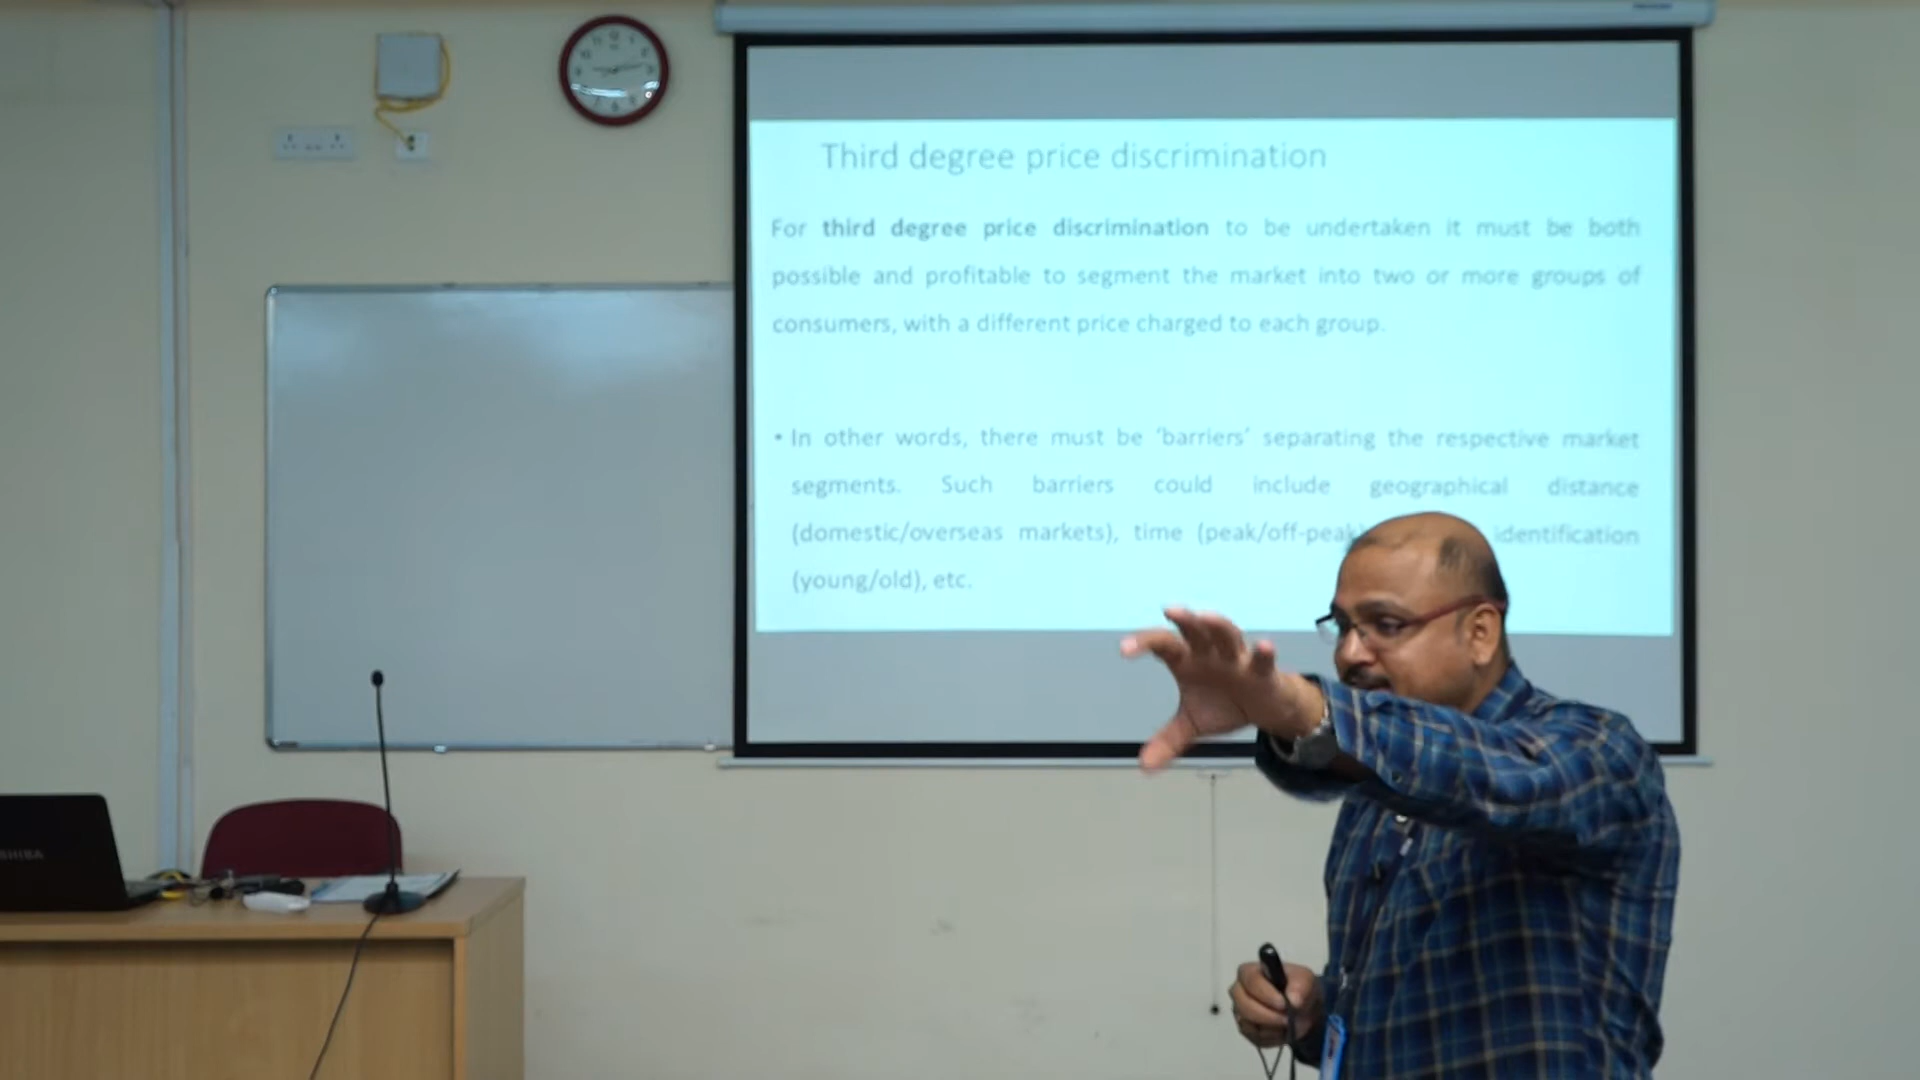 Third degree price discrimination
For third degree price discrimination to be undertaken it must be both
possible and profitable to segment the market into two or more groups of
consumers, with a different price charged to each group.
• In other words, there must be ‘barriers’ separating the respective market
segments. Such barriers could include geographical distance
(domestic/overseas markets), time (peak/off-peak) identification
(young/old), etc.
SHIBA